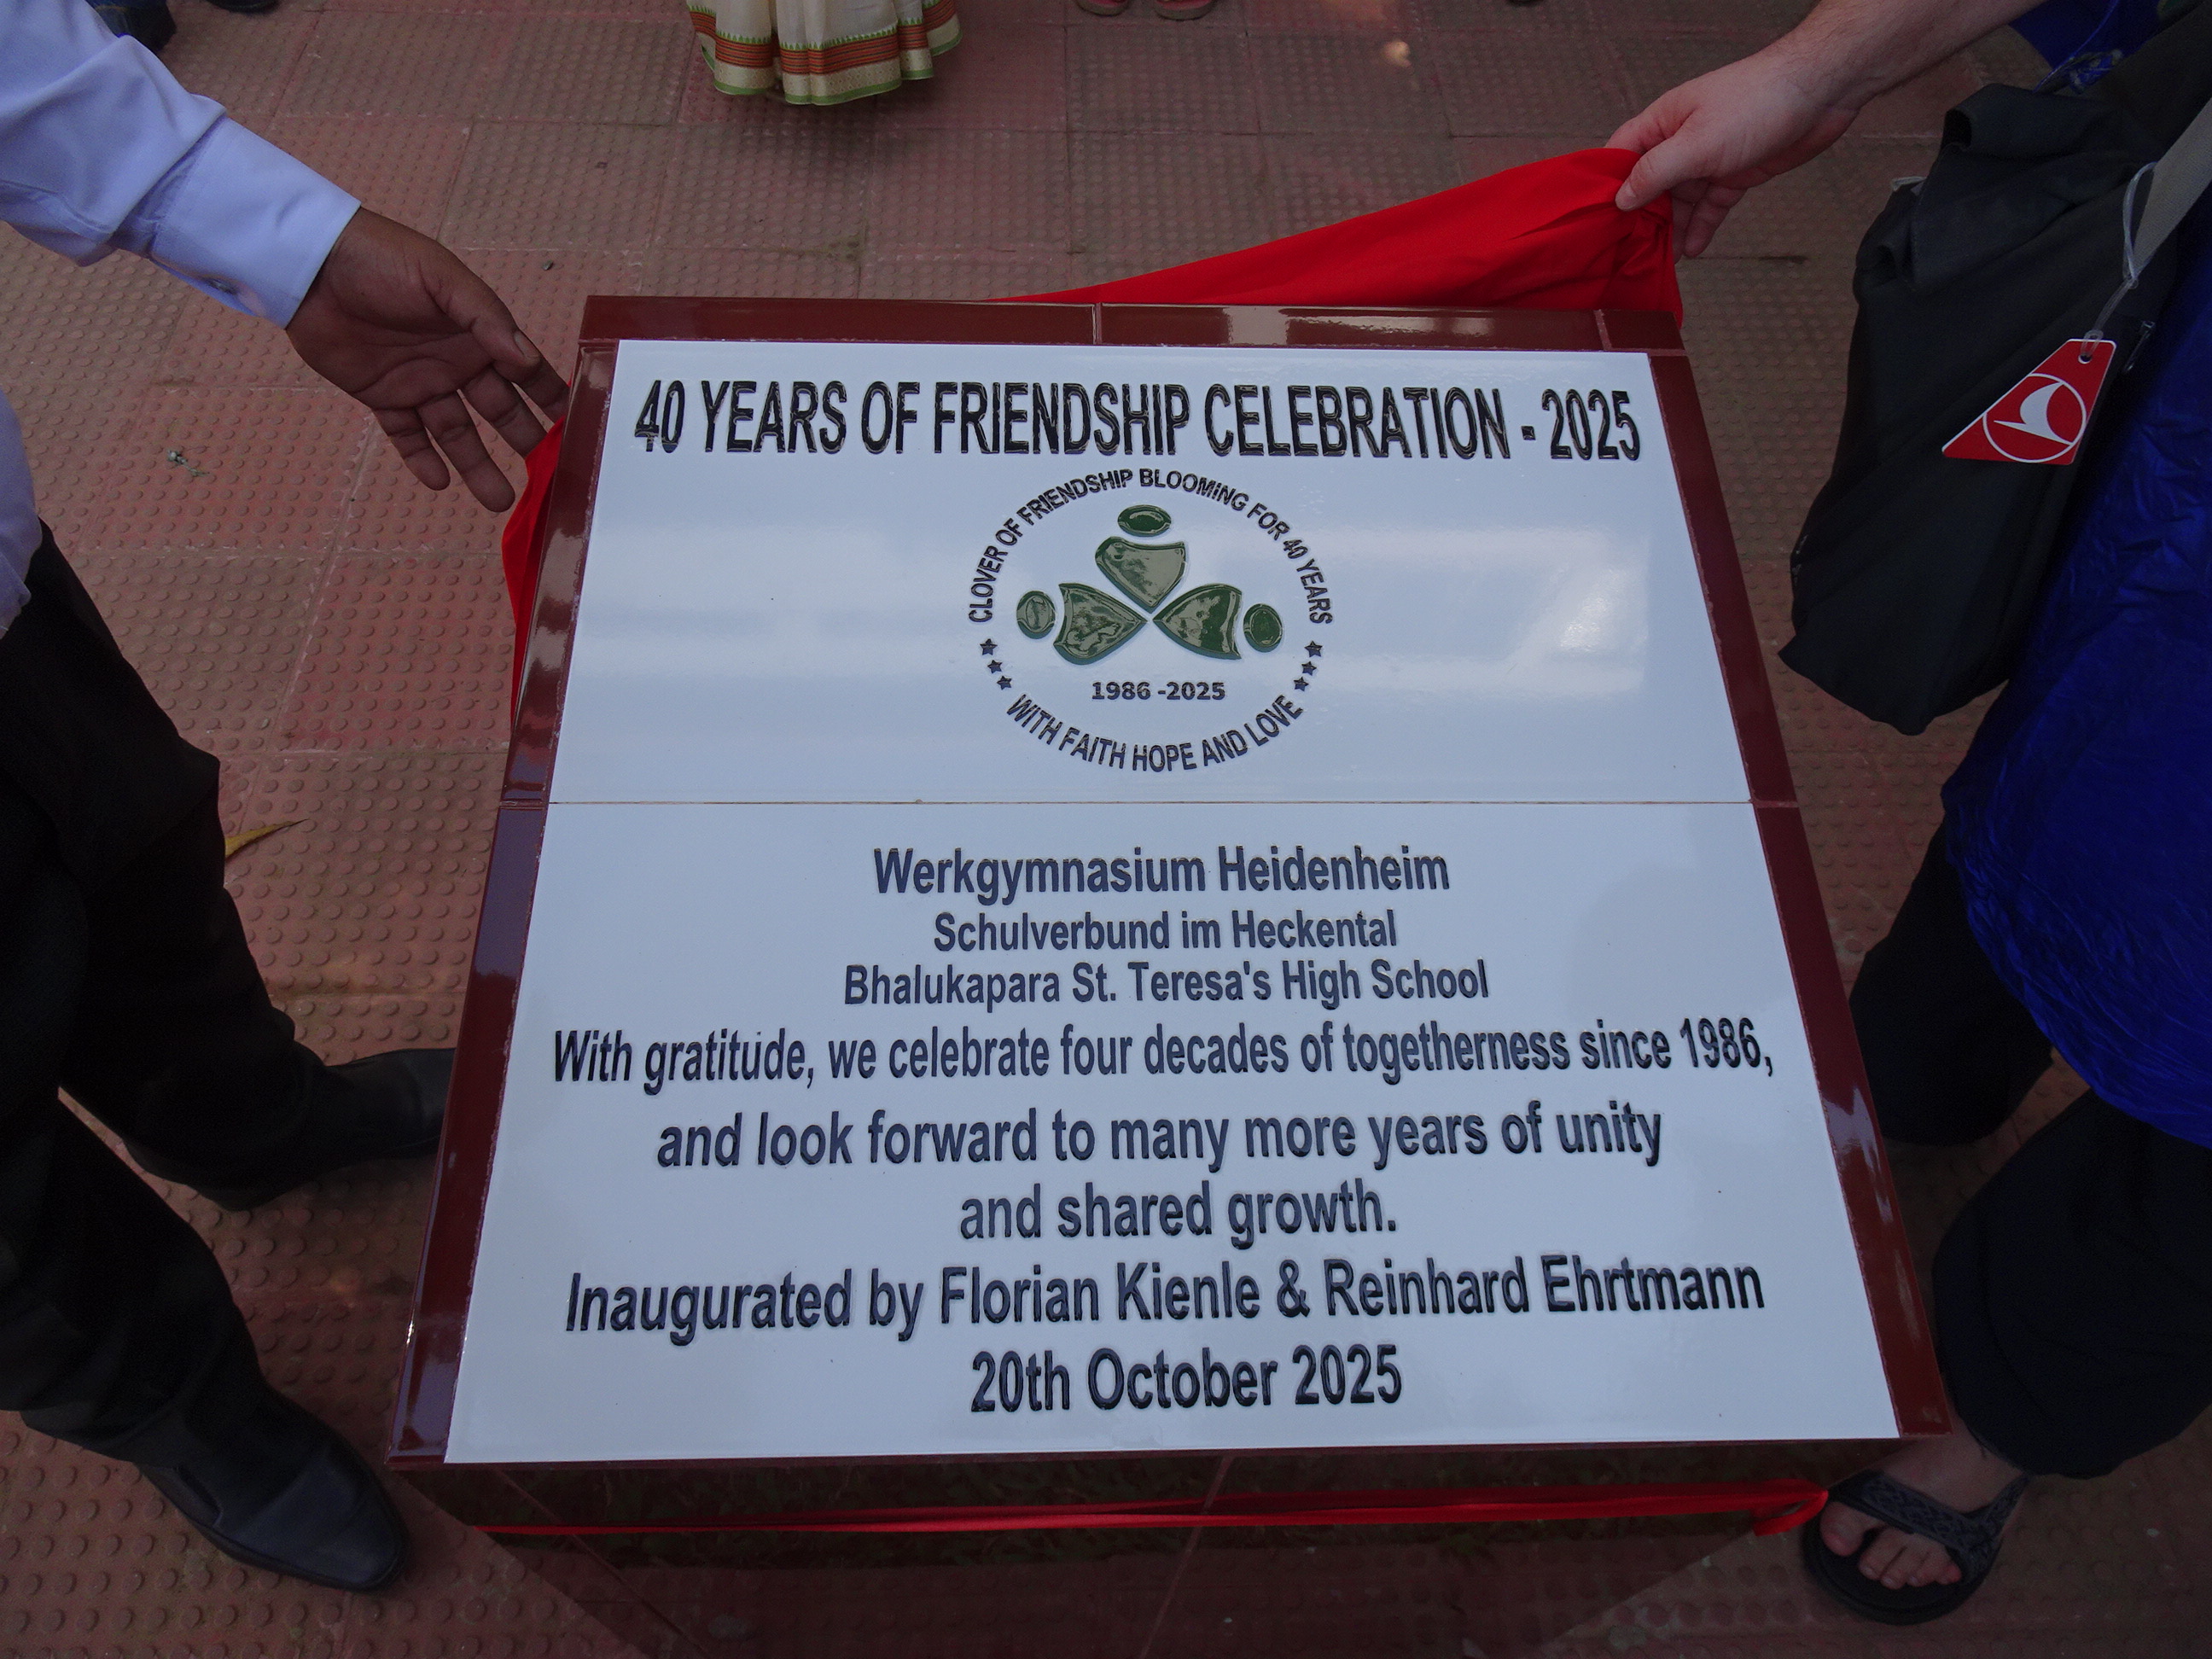 40 YEARS OF FRIENDSHIP CELEBRATION - 2025
CLOVER OF FRIENDSHIP BLOOMING FOR 40 YEARS
1986 -2025
WITH FAITH HOPE AND LOVE
Werkgymnasium Heidenheim
Schulverbund im Heckental
Bhalukapara St. Teresa's High School
With gratitude, we celebrate four decades of togetherness since 1986,
and look forward to many more years of unity
and shared growth.
Inaugurated by Florian Kienle & Reinhard Ehrtmann
20th October 2025